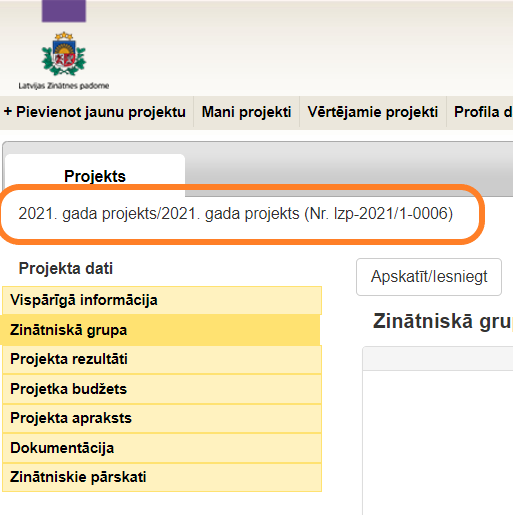 Latvijas Zinātnes padome
+ Pievienot jaunu projektu Mani projekti Vērtējamie projekti Profila d
Projekts
2021. gada projekts/2021. gada projekts (Nr. lzp-2021/1-0006)
Projekta dati
Apskatīt/Iesniegt
Vispārīgā informācija
Zinātniskā grupa
Zinātniskā gru
Projekta rezultāti
Projetka budžets
Projekta apraksts
Dokumentācija
Zinātniskie pārskati